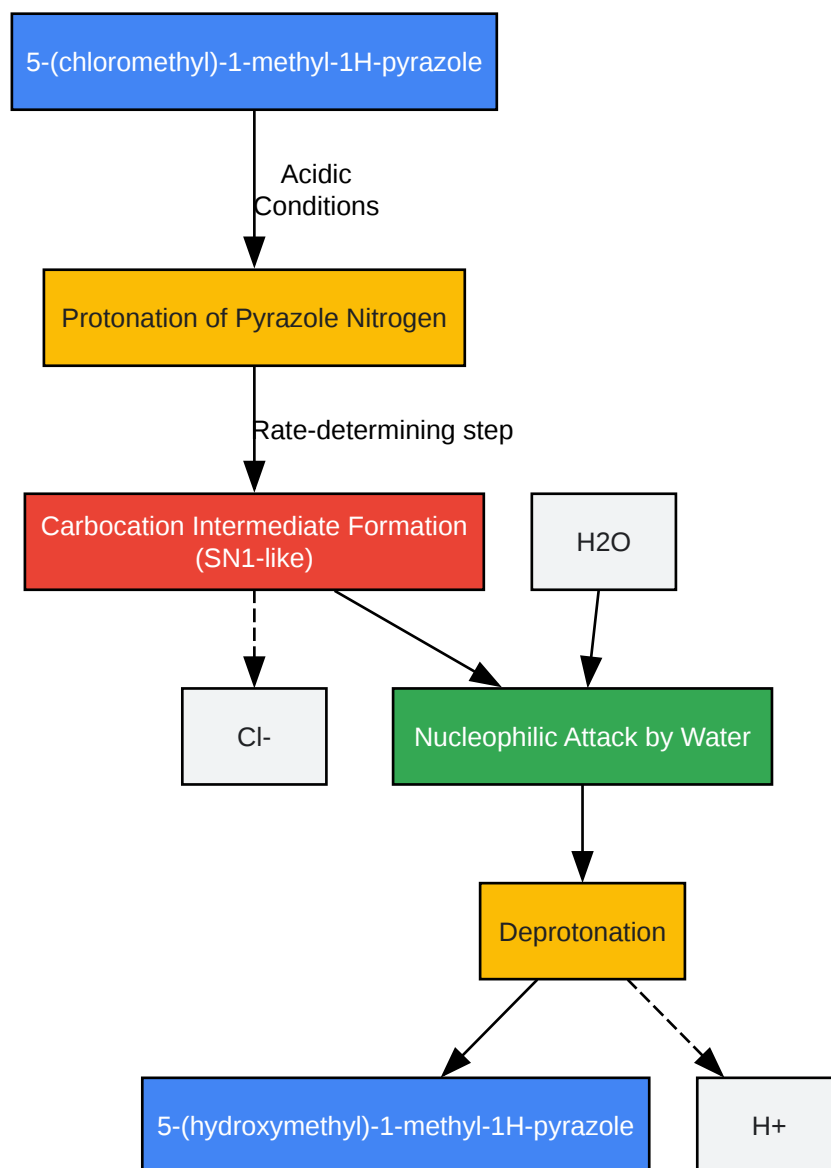 5-(chloromethyl)-1-methyl-1H-pyrazole
Acidic
Conditions
Protonation of Pyrazole Nitrogen
Rate-determining step
Carbocation Intermediate Formation
(SN1-like)
H2O
Cl-
Nucleophilic Attack by Water
Deprotonation
5-(hydroxymethyl)-1-methyl-1H-pyrazole
H+